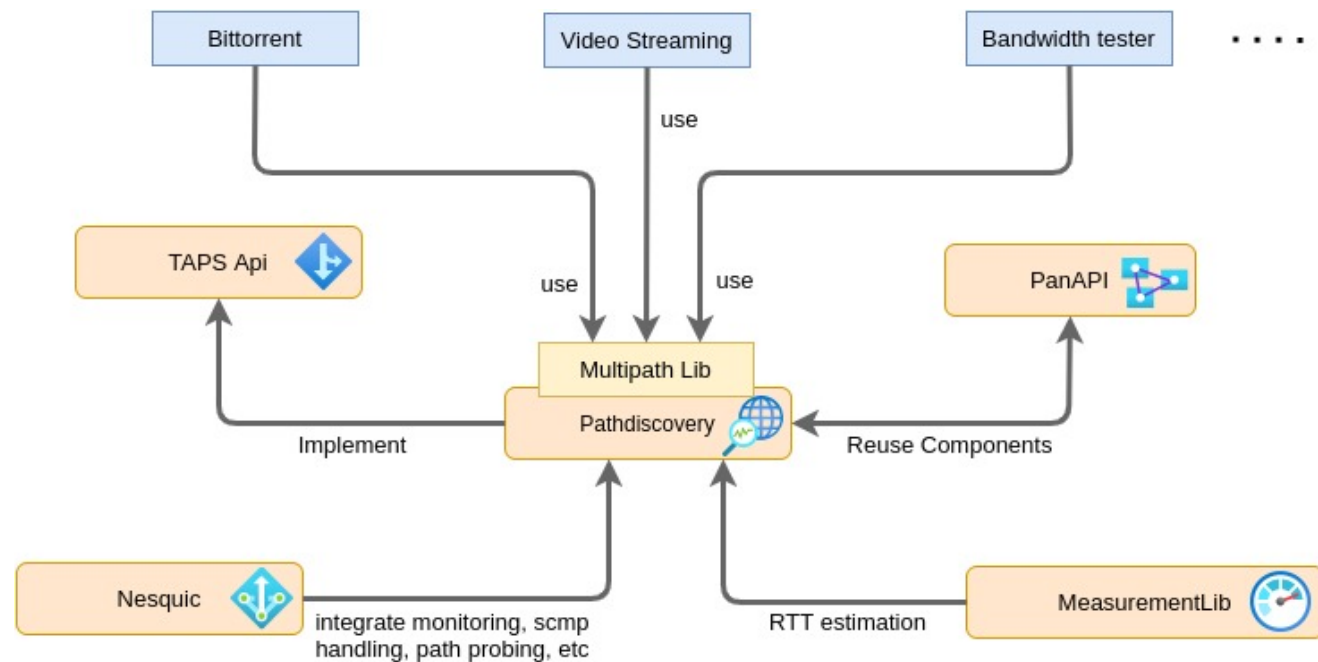 Bittorrent
Video Streaming
Bandwidth tester
. . . .
use
TAPS Api
PanAPI
use
use
Multipath Lib
Pathdiscovery
Implement
Reuse Components
Nesquic
MeasurementLib
integrate monitoring, scmp
handling, path probing, etc
RTT estimation